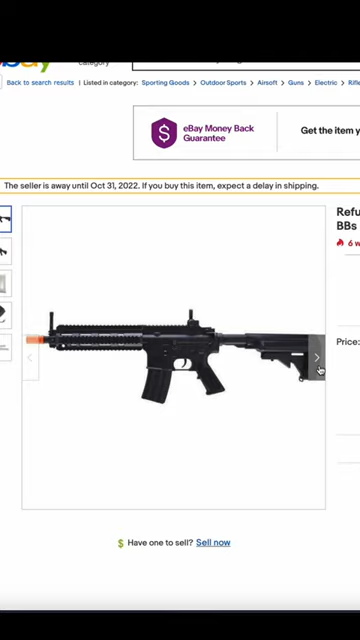 category
Back to search results | Listed in category: Sporting Goods > Outdoor Sports > Airsoft > Guns > Electric >
eBay Money Back
Guarantee
Get the item
The seller is away until Oct 31, 2022. If you buy this item, expect a delay in shipping.
BBs
6
Price:
$ Have one to sell? Sell now